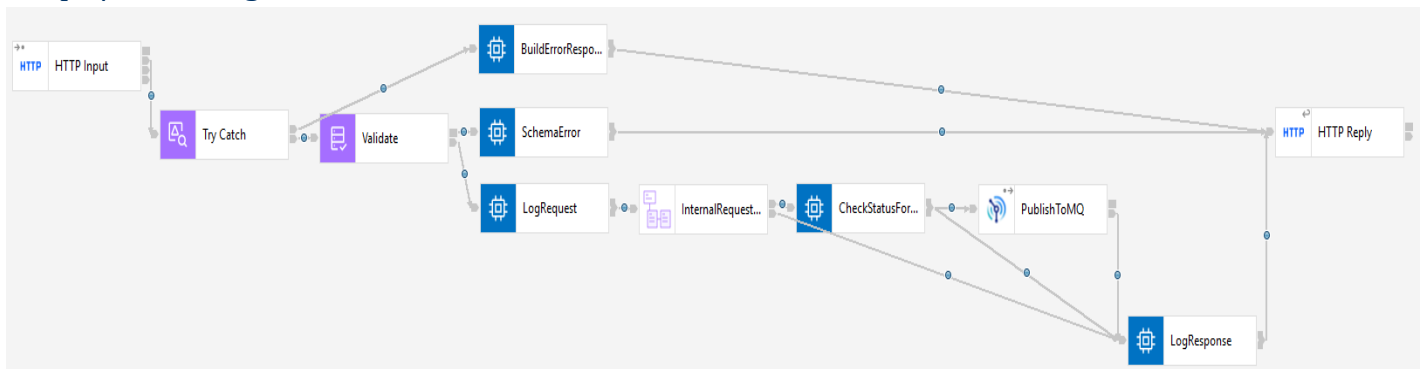 BuildErrorRespo...
HTTP HTTP Input
Try Catch
Validate
SchemaError
HTTP HTTP Reply
LogRequest
InternalRequest...
CheckStatusFor...
PublishToMQ
LogResponse